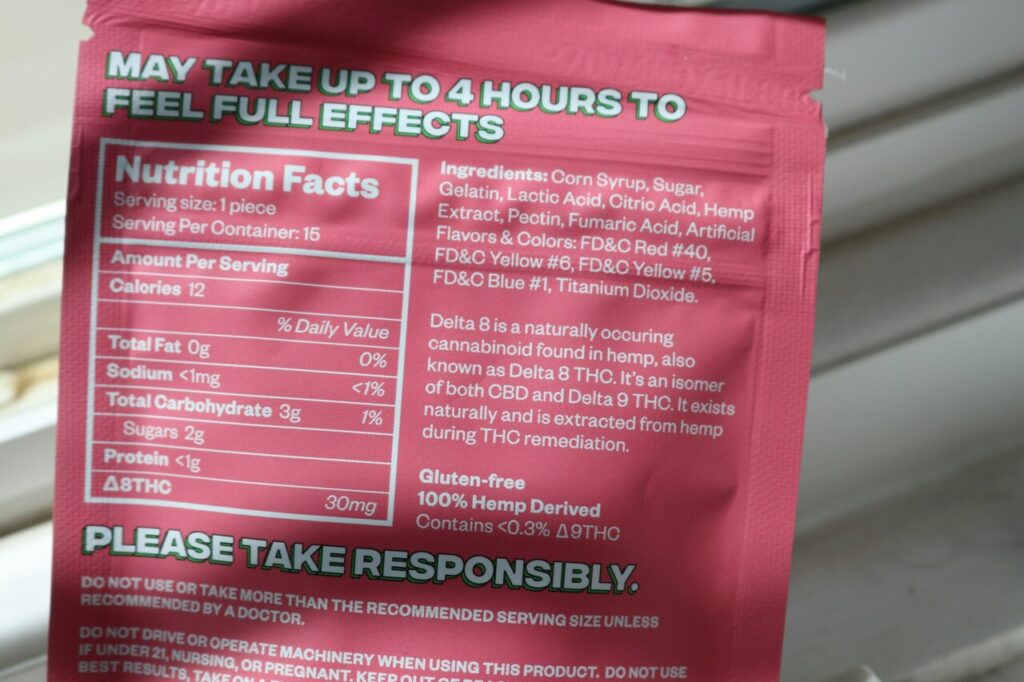 MAY TAKE UP TO 4 HOURS TO
FEEL FULL EFFECTS
Nutrition Facts
Serving size: 1 piece
Serving Per Container: 15
Amount Per Serving
Calories 12
% Daily Value
Total Fat 0g 0%
Sodium <1mg <1%
Total Carbohydrate 3g 1%
Sugars 2g
Protein <1g
Δ8THC 30mg
Ingredients: Corn Syrup, Sugar,
Gelatin, Lactic Acid, Citric Acid, Hemp
Extract, Pectin, Fumaric Acid, Artificial
Flavors & Colors: FD&C Red #40,
FD&C Yellow #6, FD&C Yellow #5,
FD&C Blue #1, Titanium Dioxide.
Delta 8 is a naturally occuring
cannabinoid found in hemp, also
known as Delta 8 THC. It's an isomer
of both CBD and Delta 9 THC. It exists
naturally and is extracted from hemp
during THC remediation.
Gluten-free
100% Hemp Derived
Contains <0.3% Δ9THC
PLEASE TAKE RESPONSIBLY.
DO NOT USE OR TAKE MORE THAN THE RECOMMENDED SERVING SIZE UNLESS
RECOMMENDED BY A DOCTOR.
DO NOT DRIVE OR OPERATE MACHINERY WHEN USING THIS PRODUCT. DO NOT USE
IF UNDER 21, NURSING, OR PREGNANT. KEEP OUT OF
BEST RESULTS, TAKE ON